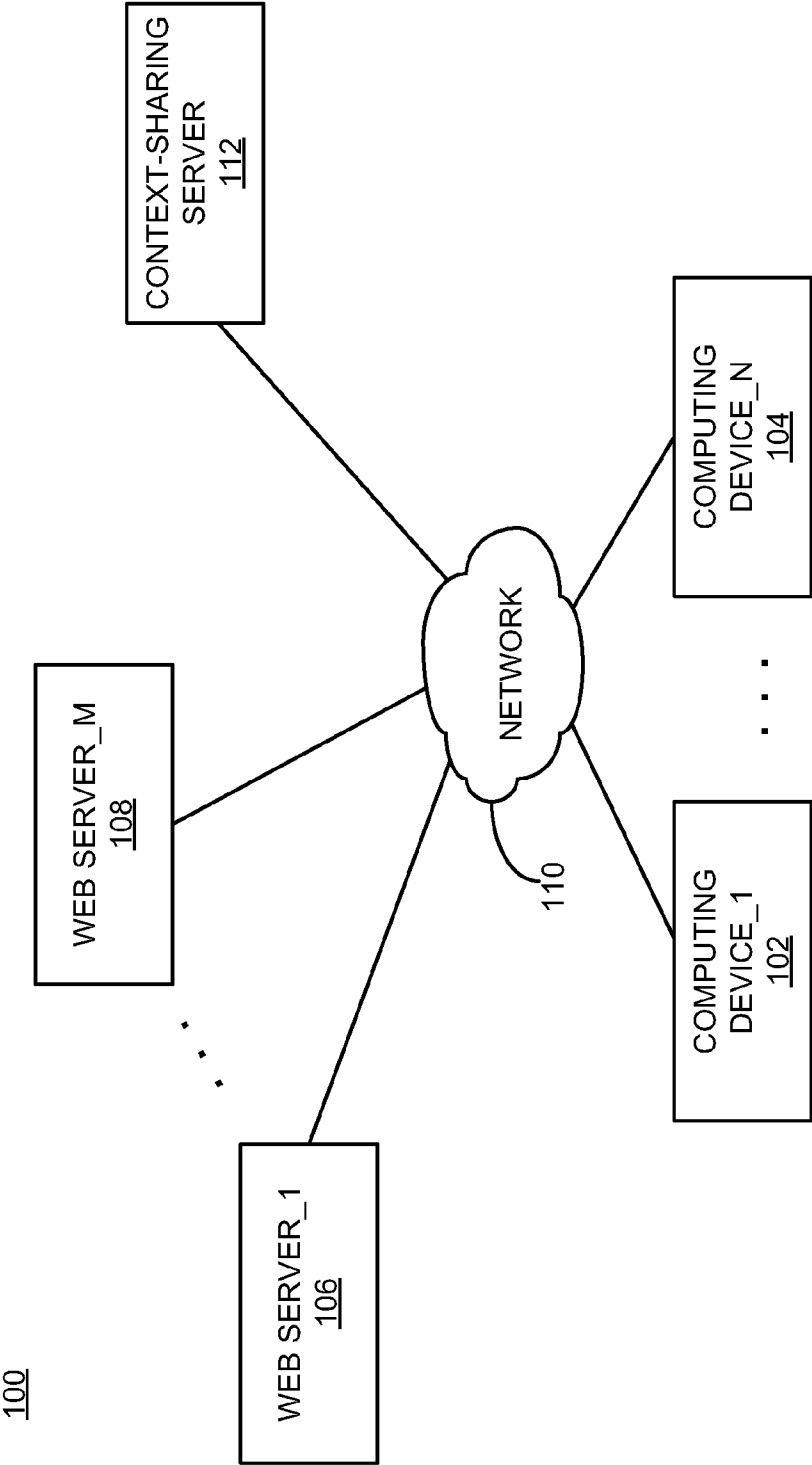 100
WEB SERVER_1
106
WEB SERVER_M
108
CONTEXT-SHARING
SERVER
112
NETWORK
110
COMPUTING
DEVICE_1
102
COMPUTING
DEVICE_N
104